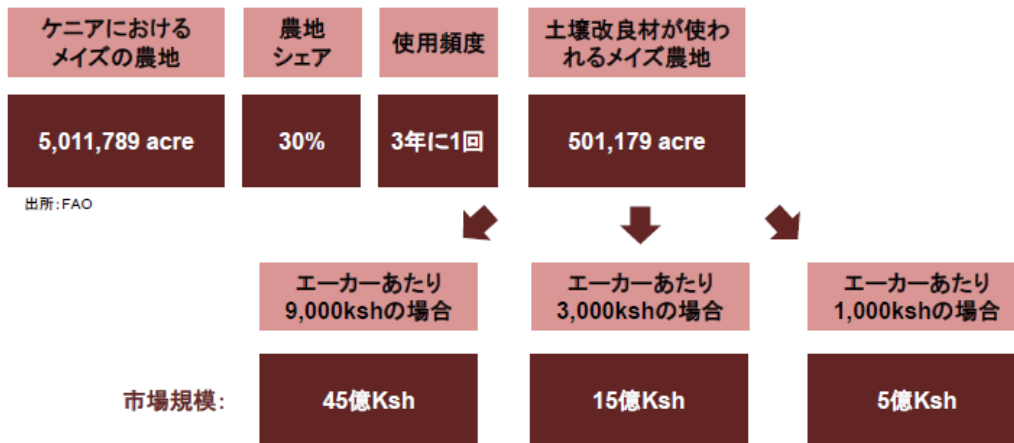 ケニアにおける
メイズの農地
農地
シェア
使用頻度
土壌改良材が使わ
れるメイズ農地
5,011,789 acre
30%
3年に1回
501,179 acre
出所:FAO
エーカーあたり
9,000kshの場合
エーカーあたり
3,000kshの場合
エーカーあたり
1,000kshの場合
市場規模:
45億Ksh
15億Ksh
5億Ksh